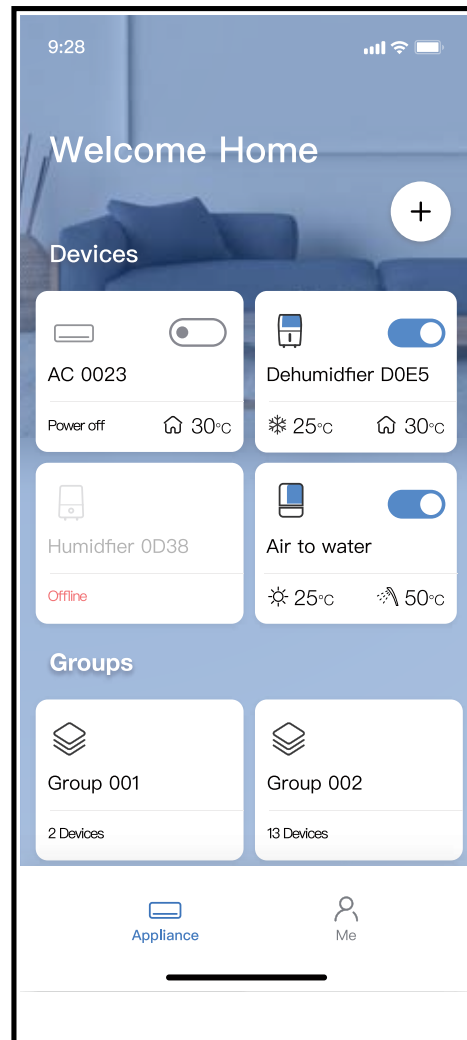 9:28
Welcome Home
+
Devices
AC 0023
Power off 30°C
Dehumidfier D0E5
25°C 30°C
Humidfier 0D38
Offline
Air to water
25°C 50°C
Groups
Group 001
2 Devices
Group 002
13 Devices
Appliance
Me